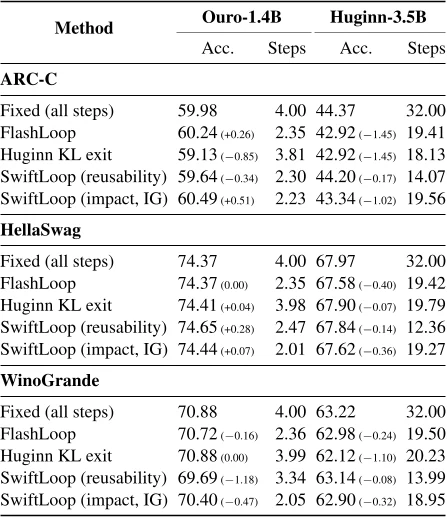 Method Ouro-1.4B Huginn-3.5B
Acc. Steps Acc. Steps
ARC-C
Fixed (all steps) 59.98 4.00 44.37 32.00
FlashLoop 60.24 (+0.26) 2.35 42.92 (−1.45) 19.41
Huginn KL exit 59.13 (−0.85) 3.81 42.92 (−1.45) 18.13
SwiftLoop (reusability) 59.64 (−0.34) 2.30 44.20 (−0.17) 14.07
SwiftLoop (impact, IG) 60.49 (+0.51) 2.23 43.34 (−1.02) 19.56
HellaSwag
Fixed (all steps) 74.37 4.00 67.97 32.00
FlashLoop 74.37 (0.00) 2.35 67.58 (−0.40) 19.42
Huginn KL exit 74.41 (+0.04) 3.98 67.90 (−0.07) 19.79
SwiftLoop (reusability) 74.65 (+0.28) 2.47 67.84 (−0.14) 12.36
SwiftLoop (impact, IG) 74.44 (+0.07) 2.01 67.62 (−0.36) 19.27
WinoGrande
Fixed (all steps) 70.88 4.00 63.22 32.00
FlashLoop 70.72 (−0.16) 2.36 62.98 (−0.24) 19.50
Huginn KL exit 70.88 (0.00) 3.99 62.12 (−1.10) 20.23
SwiftLoop (reusability) 69.69 (−1.18) 3.34 63.14 (−0.08) 13.99
SwiftLoop (impact, IG) 70.40 (−0.47) 2.05 62.90 (−0.32) 18.95